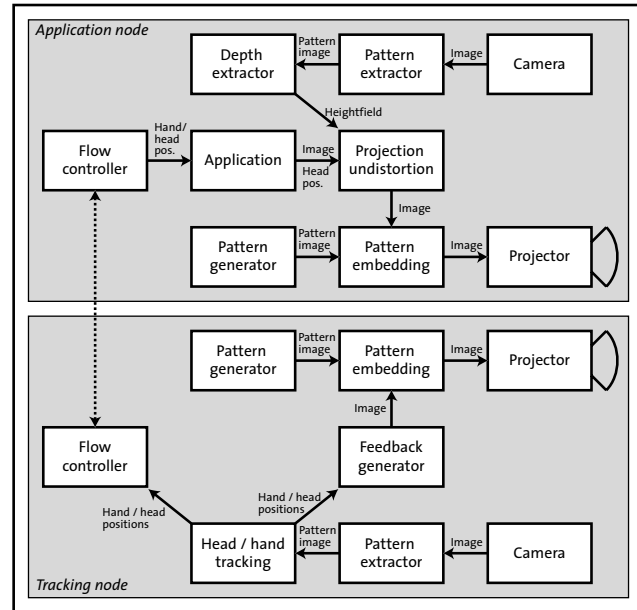 Application node
Depth
extractor
Pattern
image
Pattern
extractor
Image
Camera
Heightfield
Flow
controller
Hand/
head
pos.
Application
Image
Head
pos.
Projection
undistortion
Image
Pattern
generator
Pattern
image
Pattern
embedding
Image
Projector
Pattern
generator
Pattern
image
Pattern
embedding
Image
Projector
Image
Flow
controller
Feedback
generator
Hand / head
positions
Hand / head
positions
Head / hand
tracking
Pattern
image
Pattern
extractor
Image
Camera
Tracking node